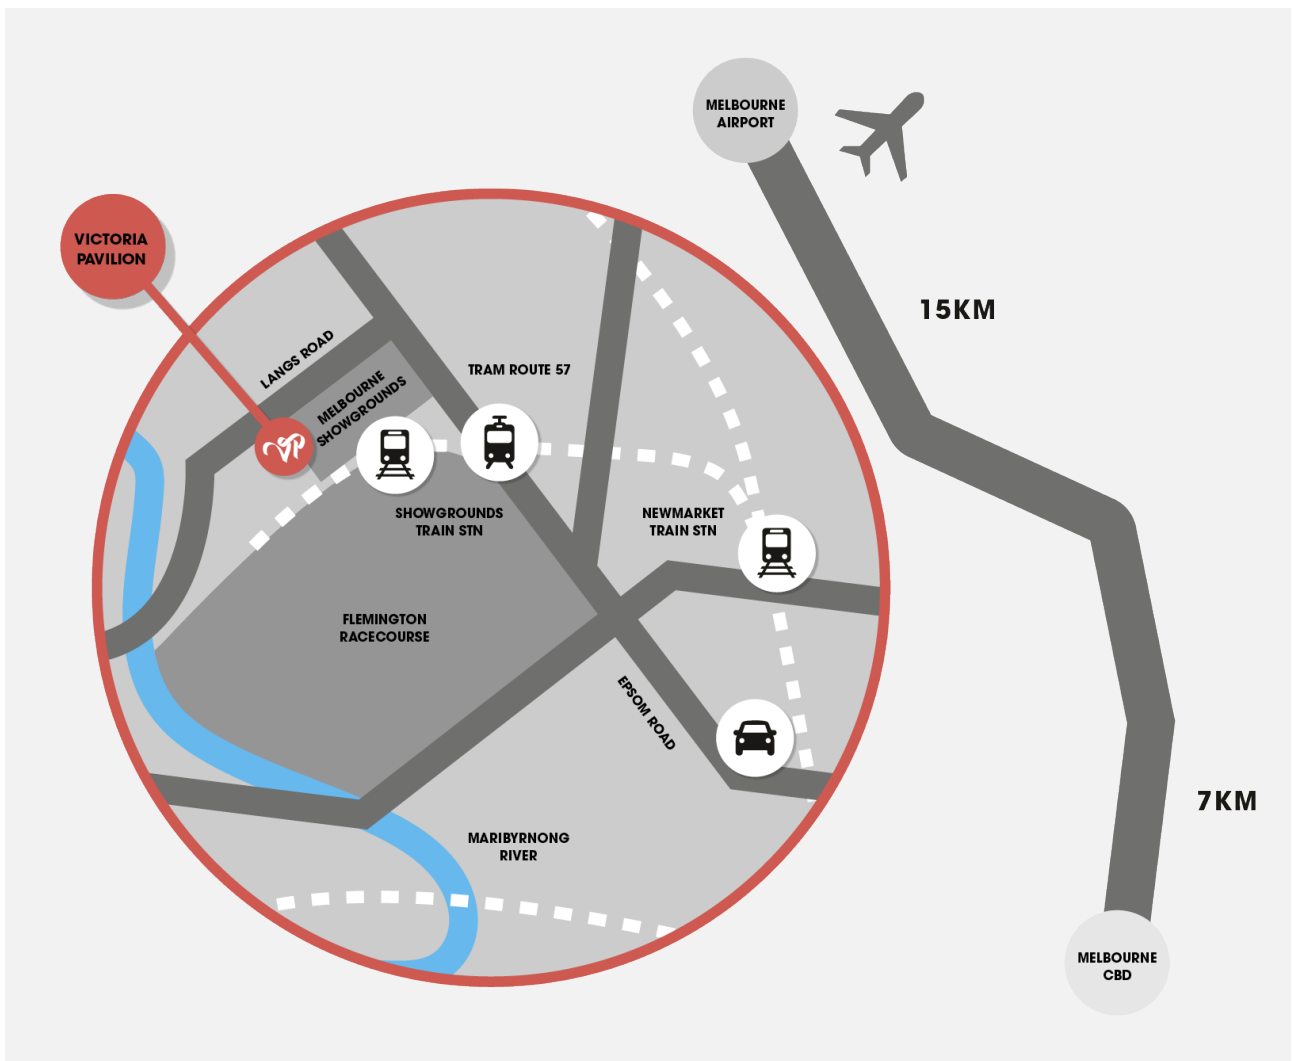 MELBOURNE
AIRPORT
VICTORIA
PAVILION
15KM
LANGS ROAD
MELBOURNE
SHOWGROUNDS
TRAM ROUTE 57
VP
SHOWGROUNDS
TRAIN STN
NEWMARKET
TRAIN STN
FLEMINGTON
RACECOURSE
EPSOM ROAD
7KM
MARIBYRNONG
RIVER
MELBOURNE
CBD